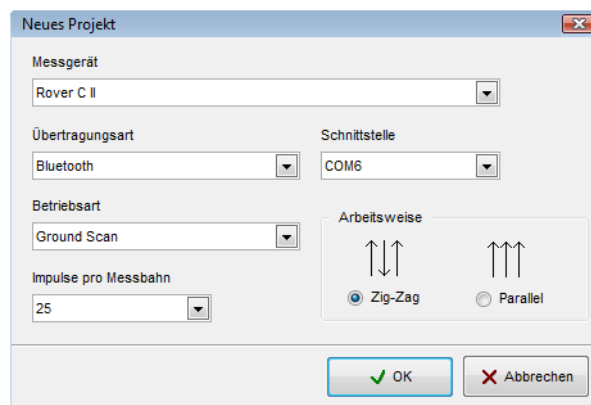 Neues Projekt
Messgerät
Rover C II
Übertragungsart
Schnittstelle
Bluetooth
COM6
Betriebsart
Ground Scan
Arbeitsweise
Impulse pro Messbahn
25
Zig-Zag
Parallel
OK
Abbrechen